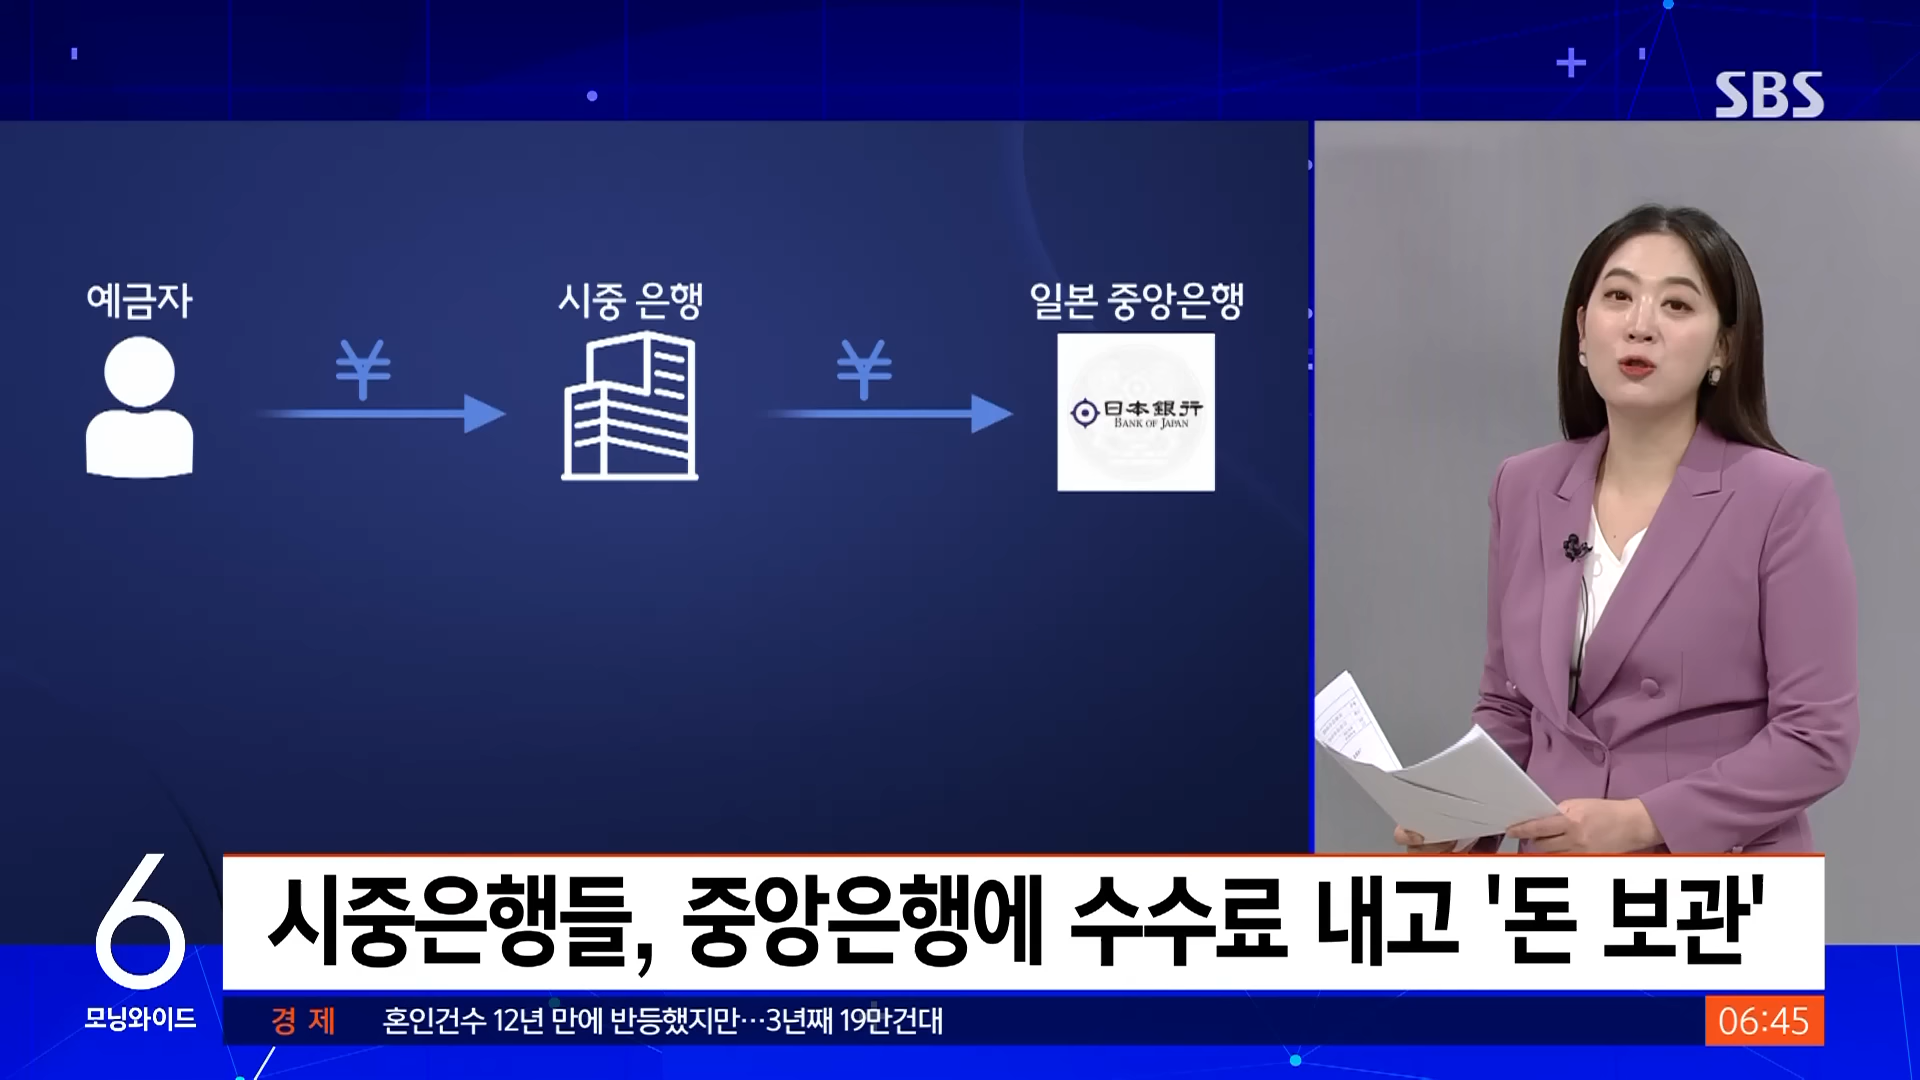 SBS
예금자
시중 은행
일본 중앙은행
¥
¥
日本銀行
BANK OF JAPAN
6
모닝와이드
시중은행들, 중앙은행에 수수료 내고 '돈 보관'
경제
혼인건수 12년 만에 반등했지만…3년째 19만건대
06:45